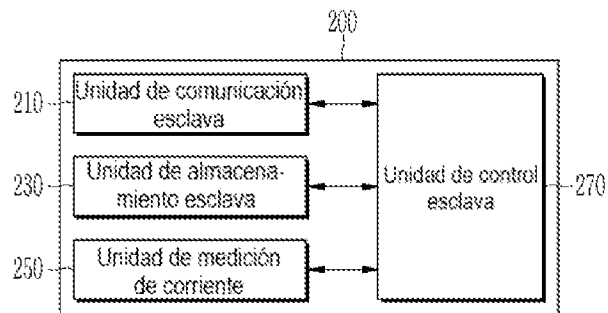 200
210
Unidad de comunicación
esclava
230
Unidad de almacena-
miento esclava
250
Unidad de medición
de corriente
Unidad de control
esclava
270